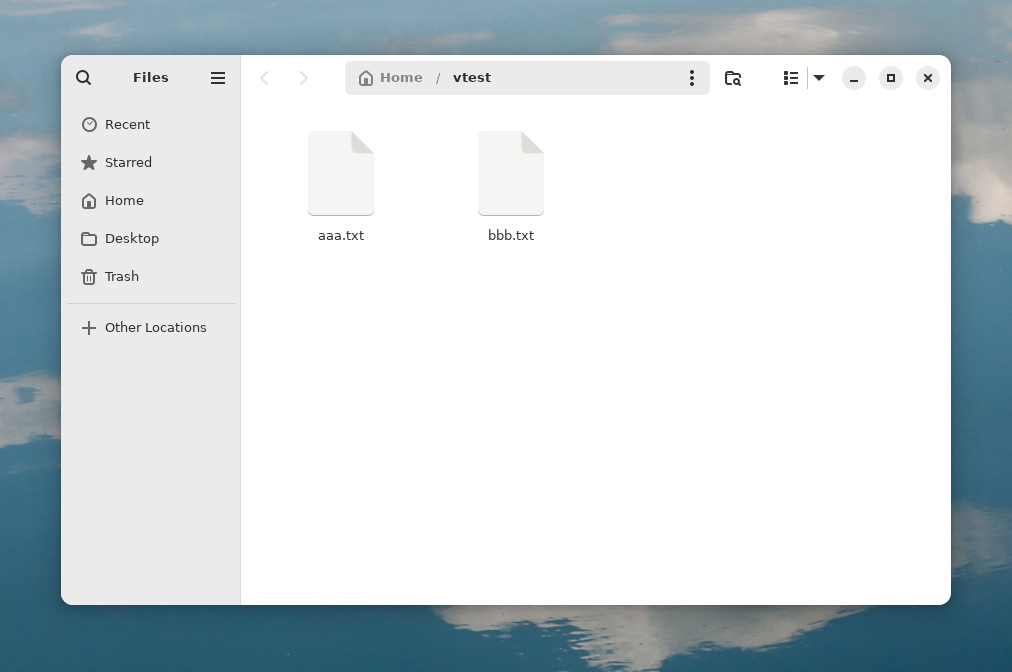 Files
Home / vtest
Recent
Starred
Home
Desktop
Trash
Other Locations
aaa.txt
bbb.txt